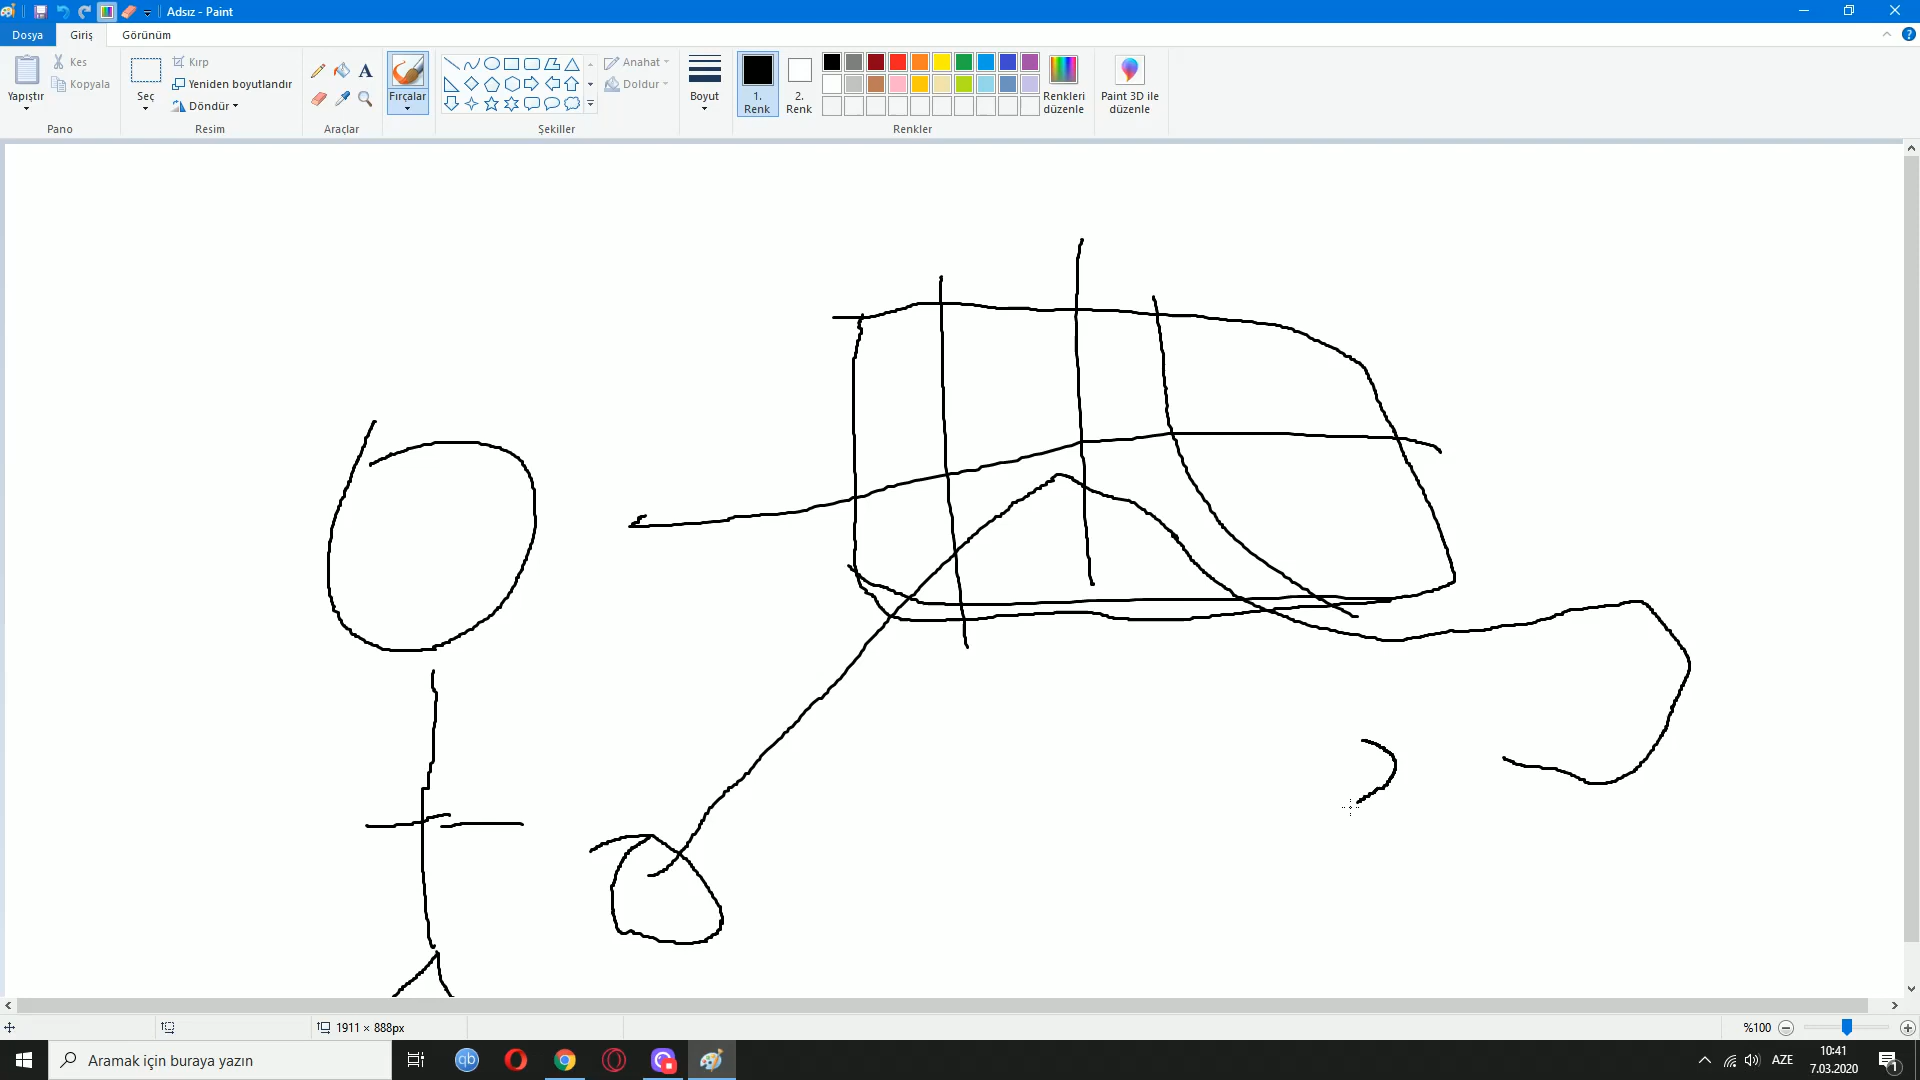 Adsız - Paint
Dosya Giriş Görünüm
Yapıştır
Kes
Kopyala
Pano
Seç
Kırp
Yeniden boyutlandır
Döndür
Resim
A
Araçlar
Fırçalar
Şekiller
Anahat
Doldur
Boyut
1.
Renk
2.
Renk
Renkleri
düzenle
Renkler
Paint 3D ile
düzenle
1911 × 888px
%100
Aramak için buraya yazın
qb
AZE
10:41
7.03.2020
1